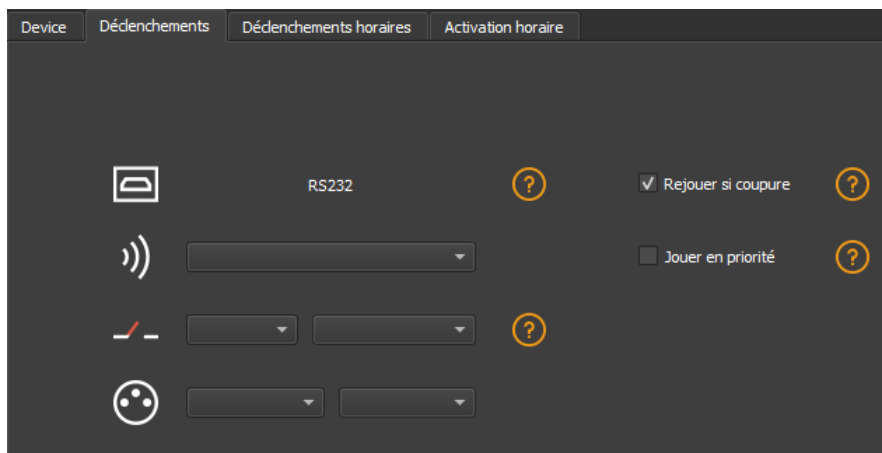 Device Déclenchements Déclenchements horaires Activation horaire
RS232 ? Rejouer si coupure ?
Jouer en priorité ?
?